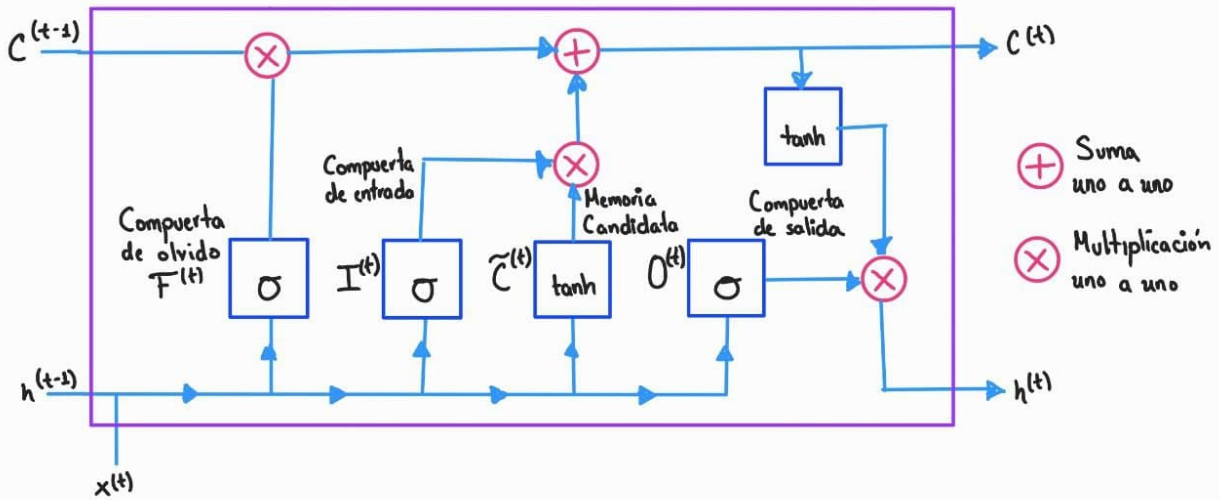 C^(t-1)
C^(t)
tanh
Suma
uno a uno
Compuerta
de entrada
Memoria
Candidata
Compuerta
de salida
Multiplicación
uno a uno
Compuerta
de olvido
F^(t)
σ
I^(t)
σ
C̃^(t)
tanh
O^(t)
σ
h^(t-1)
h^(t)
x^(t)